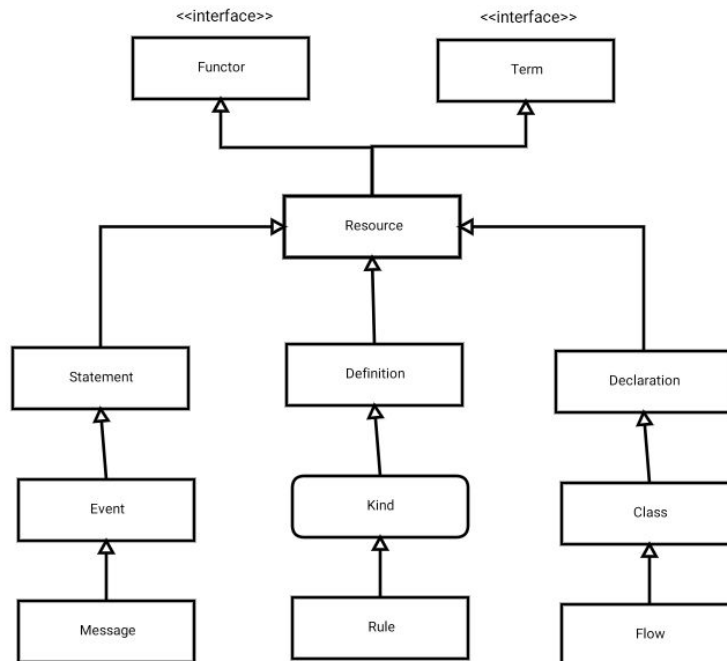 <<interface>>
<<interface>>
Functor
Term
Resource
Statement
Definition
Declaration
Event
Kind
Class
Message
Rule
Flow